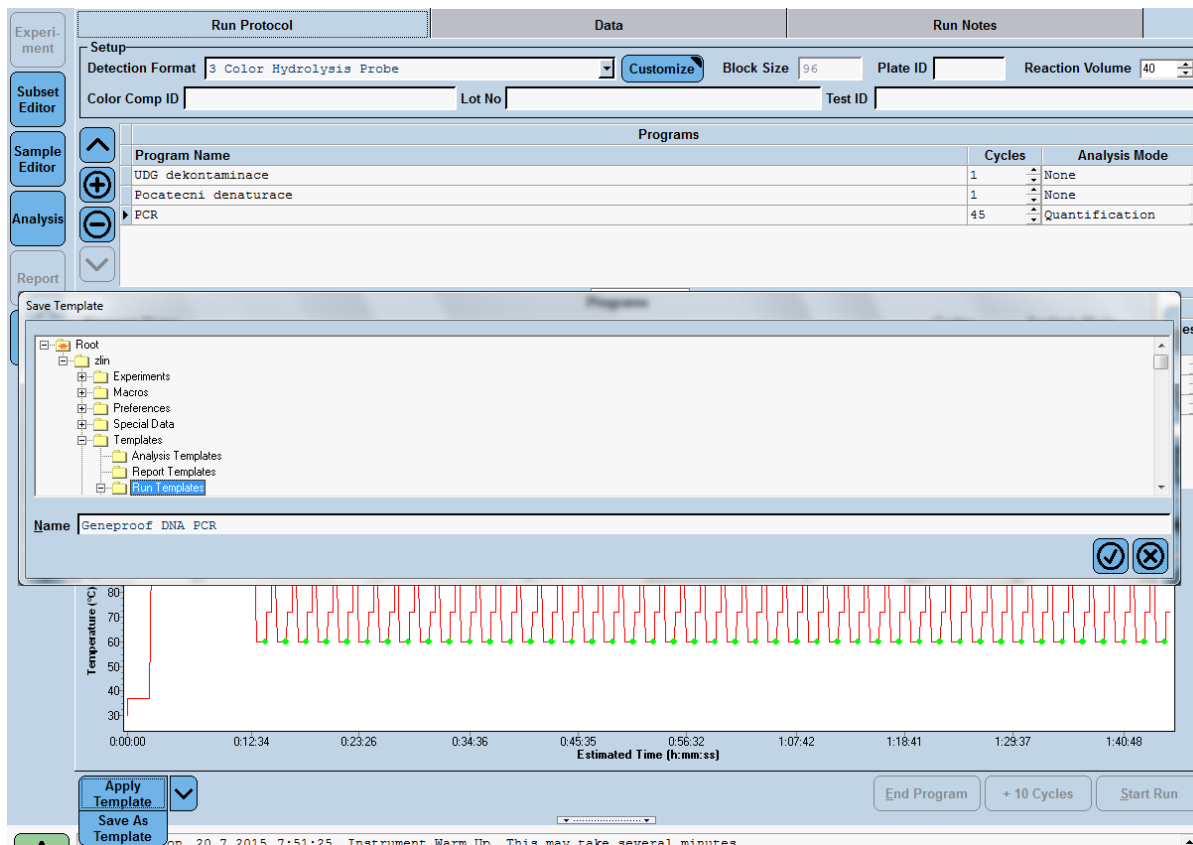 Experi-
ment
Subset
Editor
Sample
Editor
Analysis
Report
Run Protocol
Data
Run Notes
Setup
Detection Format 3 Color Hydrolysis Probe Customize Block Size 96 Plate ID Reaction Volume 40
Color Comp ID Lot No Test ID
Programs
Program Name Cycles Analysis Mode
UDG dekontaminace 1 None
Pocatecni denaturace 1 None
PCR 45 Quantification
Save Template
Programs
Root
zlin
Experiments
Macros
Preferences
Special Data
Templates
Analysis Templates
Report Templates
Run Templates
Name Geneproof DNA PCR
Temperature (°C)
80
70
60
50
40
30
0:00:00 0:12:34 0:23:26 0:34:36 0:45:35 0:56:32 1:07:42 1:18:41 1:29:37 1:40:48
Estimated Time (h:mm:ss)
Apply
Template
Save As
Template
End Program + 10 Cycles Start Run
on 20.7.2015 7:51:25. Instrument Warm Up. This may take several minutes